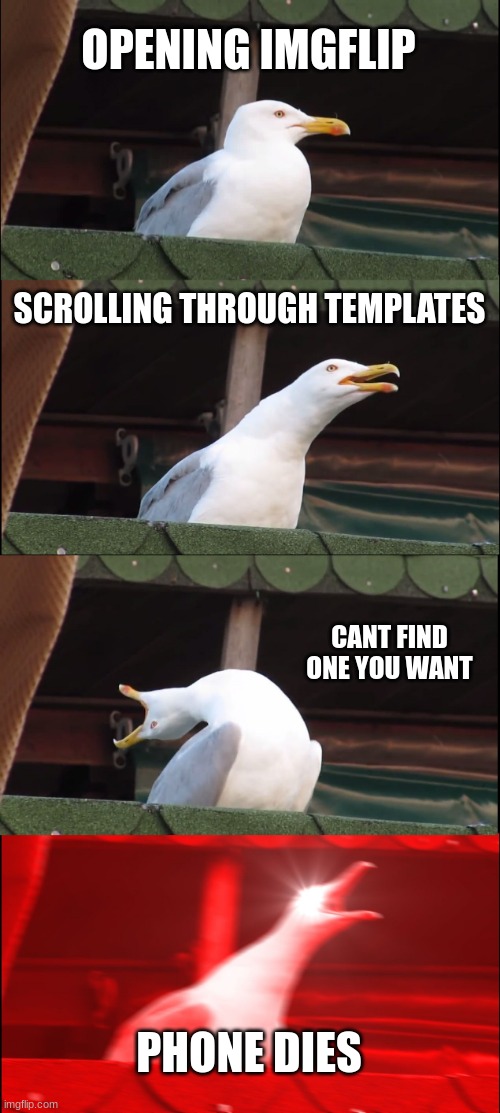 OPENING IMGFLIP
SCROLLING THROUGH TEMPLATES
CANT FIND
ONE YOU WANT
PHONE DIES
imgflip.com